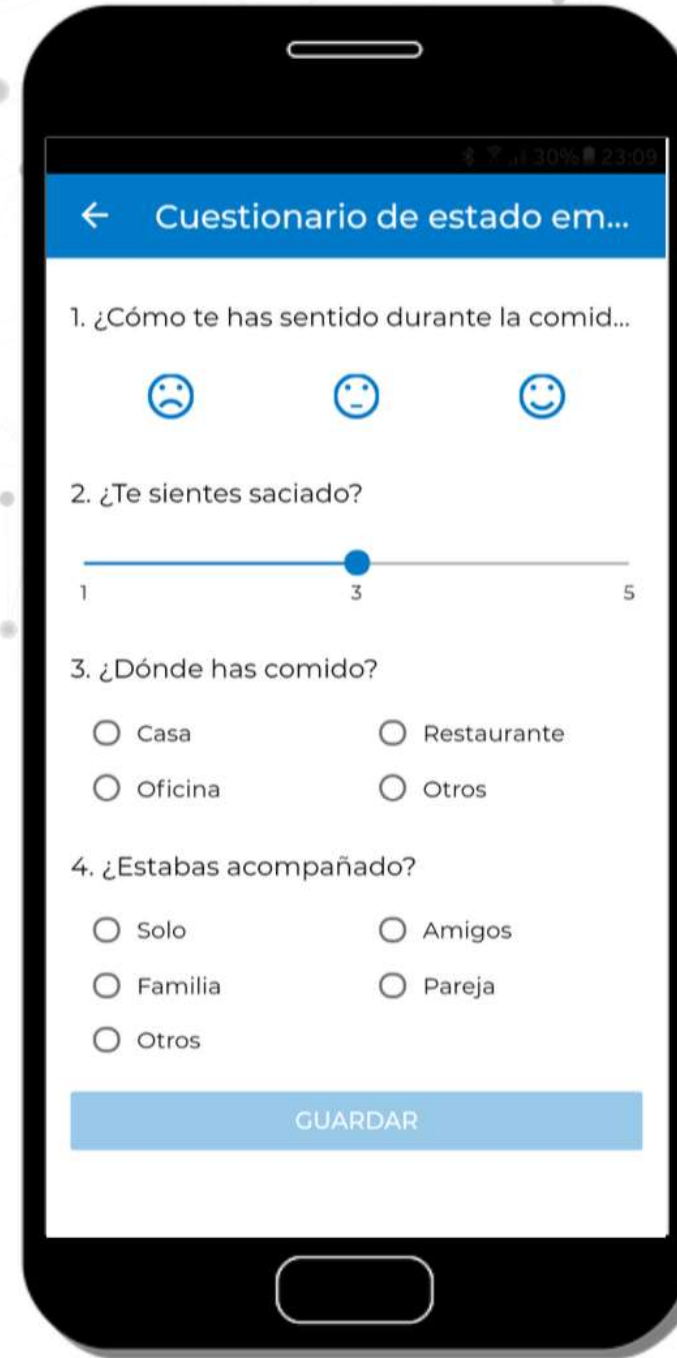 30% 23:09
Cuestionario de estado em...
1. ¿Cómo te has sentido durante la comid...
2. ¿Te sientes saciado?
1 3 5
3. ¿Dónde has comido?
Casa Restaurante
Oficina Otros
4. ¿Estabas acompañado?
Solo Amigos
Familia Pareja
Otros
GUARDAR